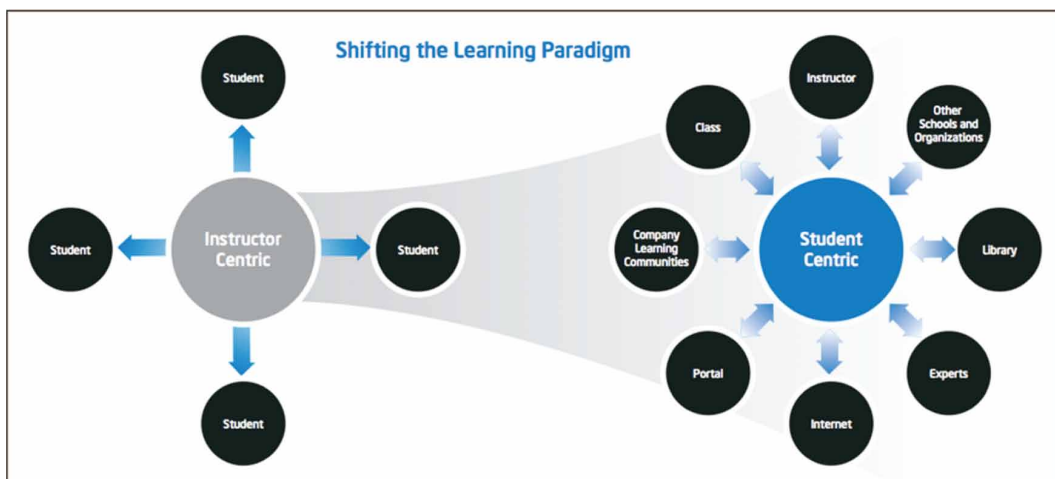 Shifting the Learning Paradigm
Student
Student
Instructor
Centric
Student
Student
Instructor
Class
Other
Schools and
Organizations
Company
Learning
Communities
Student
Centric
Library
Portal
Experts
Internet